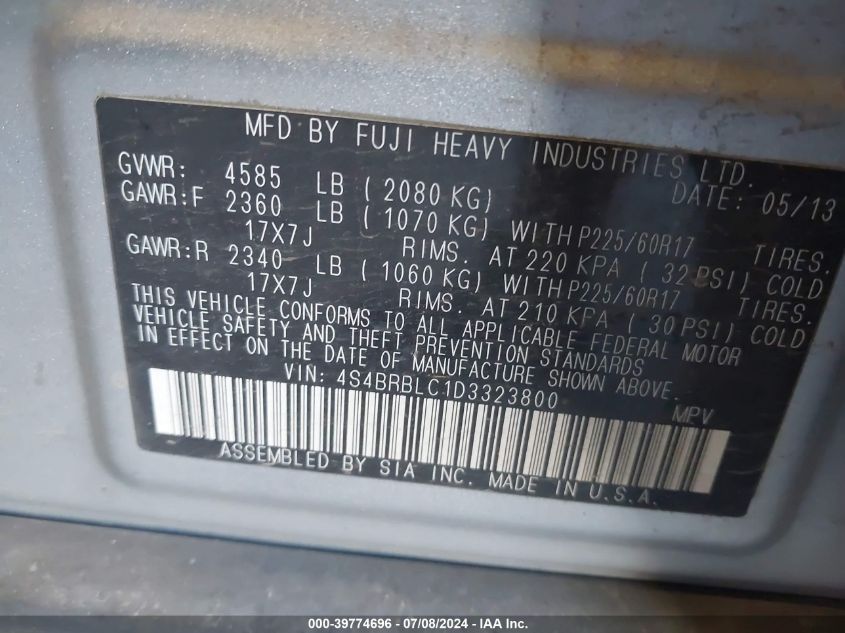 MFD BY FUJI HEAVY INDUSTRIES LTD.
GVWR: 4585 LB ( 2080 KG) DATE: 05/13
GAWR:F 2360 LB ( 1070 KG) WITH P225/60R17 TIRES.
17X7J RIMS. AT 220 KPA ( 32 PSI) COLD
GAWR:R 2340 LB ( 1060 KG) WITH P225/60R17 TIRES.
17X7J RIMS. AT 210 KPA ( 30 PSI) COLD
THIS VEHICLE CONFORMS TO ALL APPLICABLE FEDERAL MOTOR
VEHICLE SAFETY AND THEFT PREVENTION STANDARDS
IN EFFECT ON THE DATE OF MANUFACTURE SHOWN ABOVE.
VIN: 4S4BRBLC1D3323800 MPV
ASSEMBLED BY SIA INC. MADE IN U.S.A.
000-39774696 / 07/08/2024 - IAA Inc.